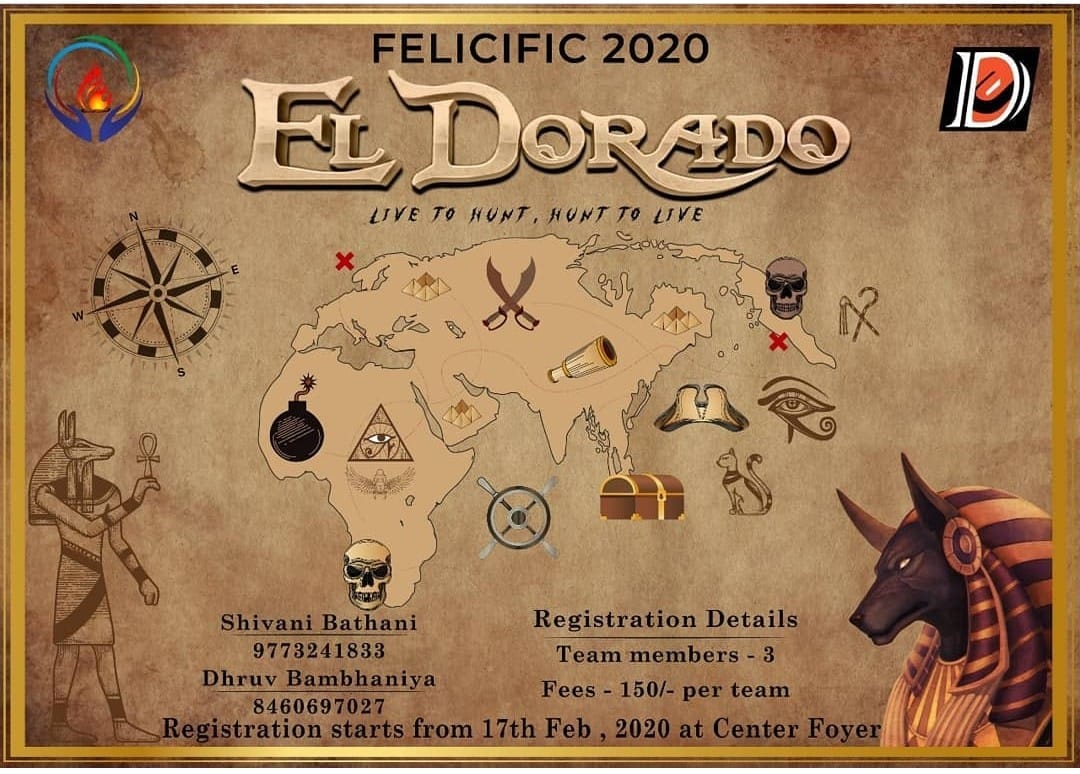 FELICIFIC 2020
EL DORADO
LIVE TO HUNT, HUNT TO LIVE
N
E
W
S
Shivani Bathani
9773241833
Dhruv Bambhaniya
8460697027
Registration Details
Team members - 3
Fees - 150/- per team
Registration starts from 17th Feb , 2020 at Center Foyer